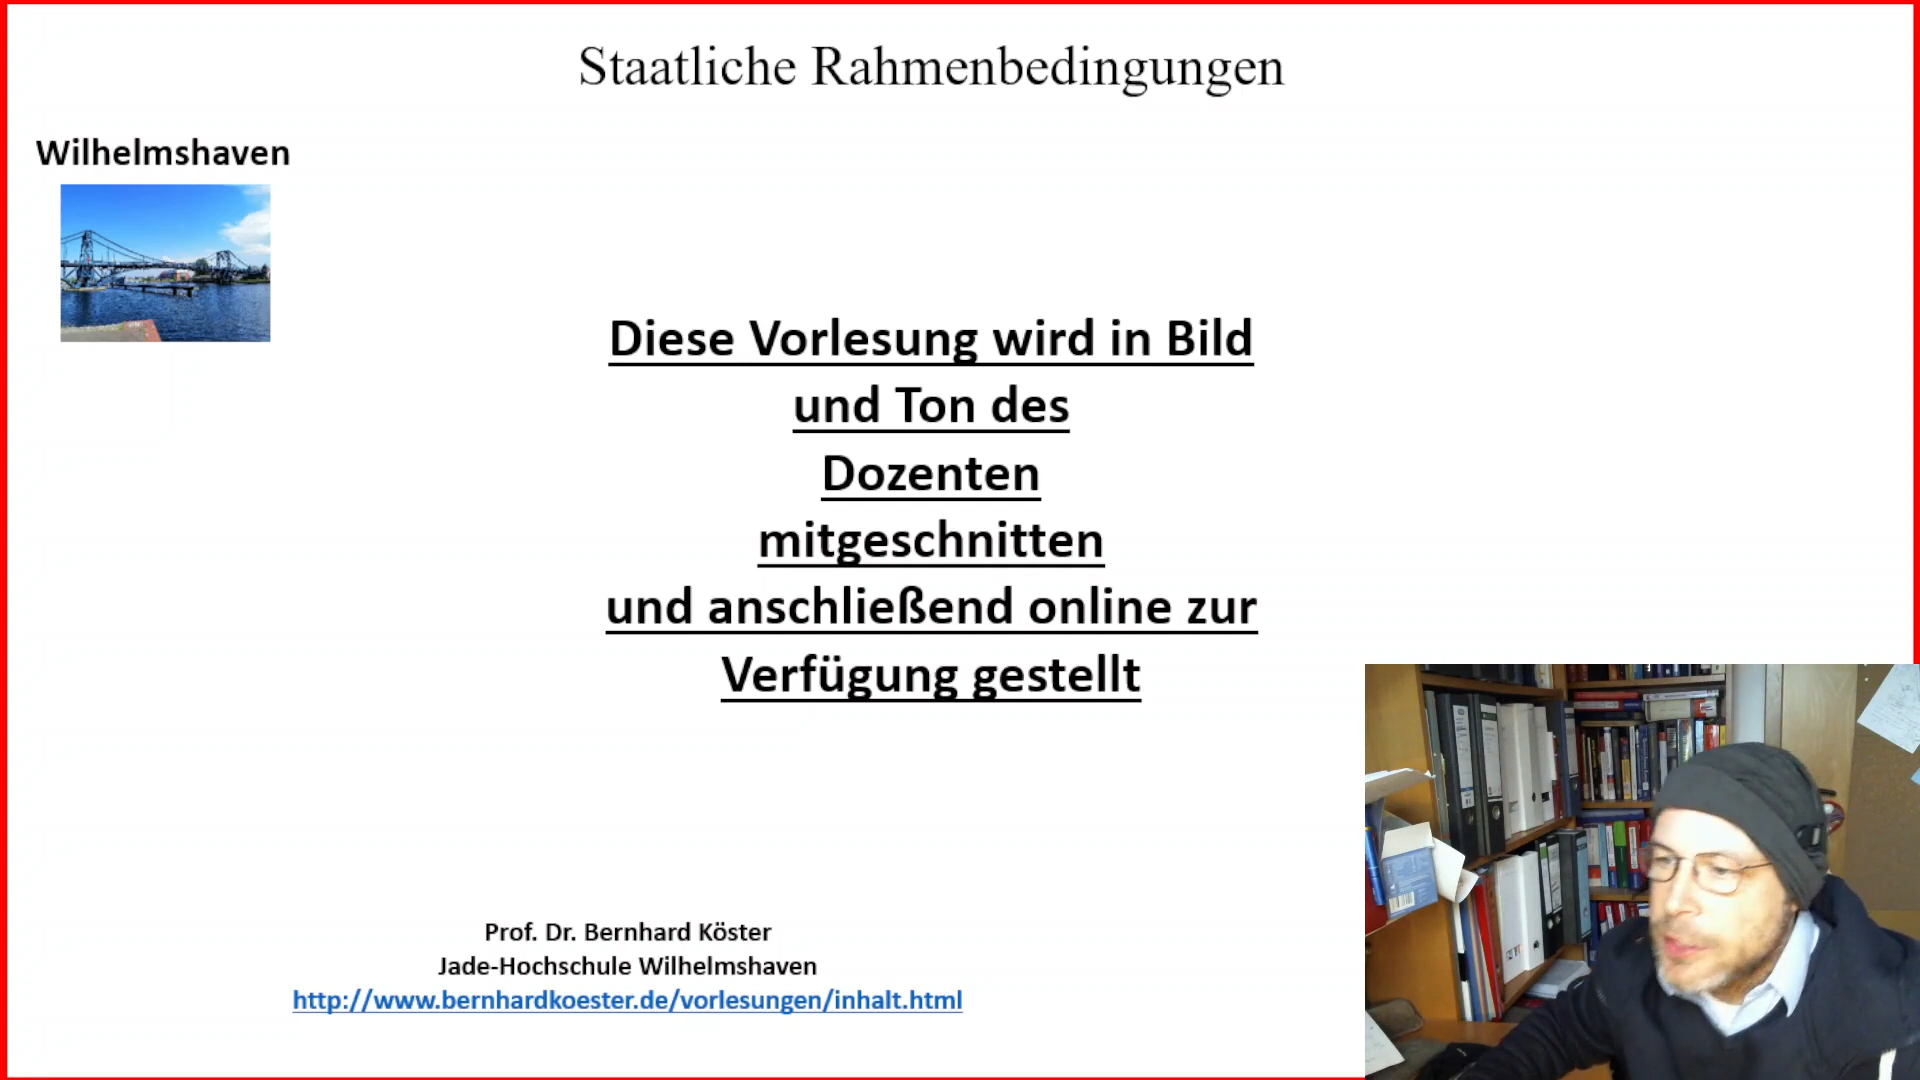 Staatliche Rahmenbedingungen
Wilhelmshaven
Diese Vorlesung wird in Bild
und Ton des
Dozenten
mitgeschnitten
und anschließend online zur
Verfügung gestellt
Prof. Dr. Bernhard Köster
Jade-Hochschule Wilhelmshaven
http://www.bernhardkoester.de/vorlesungen/inhalt.html